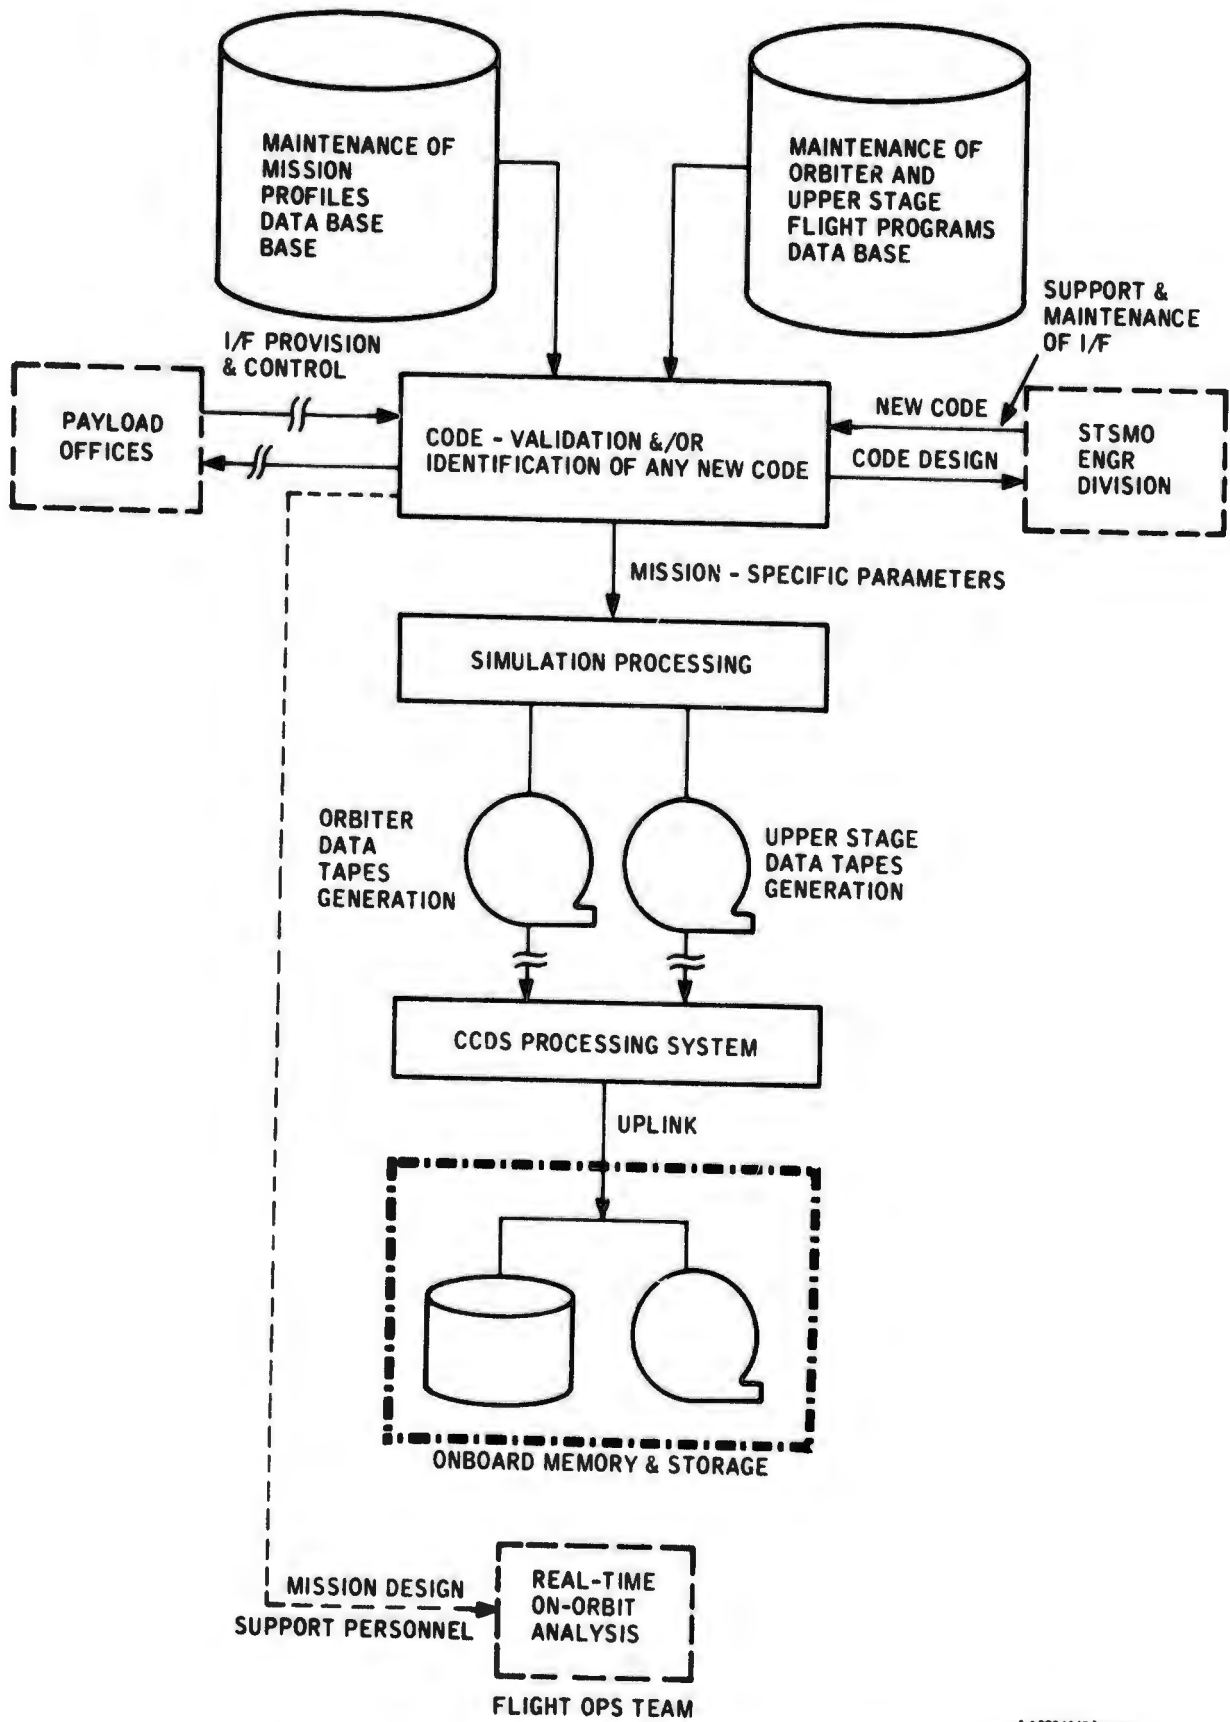 MAINTENANCE OF
MISSION
PROFILES
DATA BASE
BASE
MAINTENANCE OF
ORBITER AND
UPPER STAGE
FLIGHT PROGRAMS
DATA BASE
SUPPORT &
MAINTENANCE
OF I/F
I/F PROVISION
& CONTROL
PAYLOAD
OFFICES
CODE - VALIDATION &/OR
IDENTIFICATION OF ANY NEW CODE
NEW CODE
CODE DESIGN
STSMO
ENGR
DIVISION
MISSION - SPECIFIC PARAMETERS
SIMULATION PROCESSING
ORBITER
DATA
TAPES
GENERATION
UPPER STAGE
DATA TAPES
GENERATION
CCDS PROCESSING SYSTEM
UPLINK
ONBOARD MEMORY & STORAGE
MISSION DESIGN
SUPPORT PERSONNEL
REAL-TIME
ON-ORBIT
ANALYSIS
FLIGHT OPS TEAM